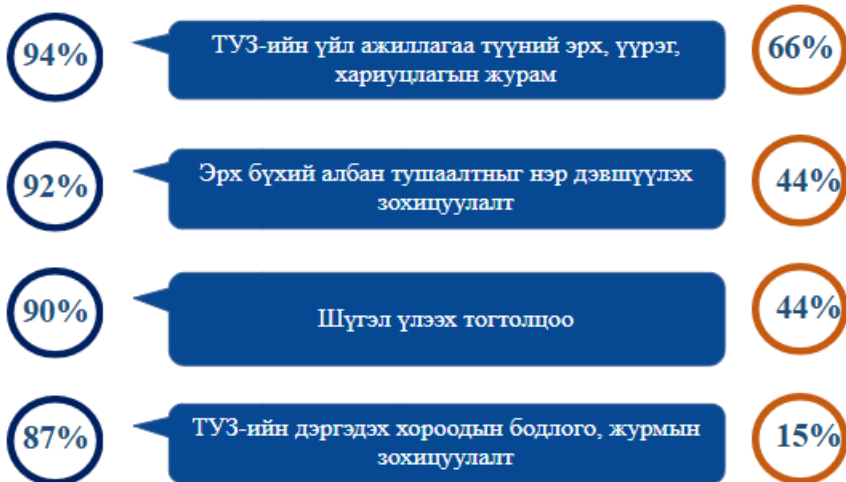 94%
ТУЗ-ийн үйл ажиллагаа түүний эрх, үүрэг,
хариуцлагын журам
66%
92%
Эрх бүхий албан тушаалтныг нэр дэвшүүлэх
зохицуулалт
44%
90%
Шүгэл үлээх тогтолцоо
44%
87%
ТУЗ-ийн дэргэдэх хороодын бодлого, журмын
зохицуулалт
15%